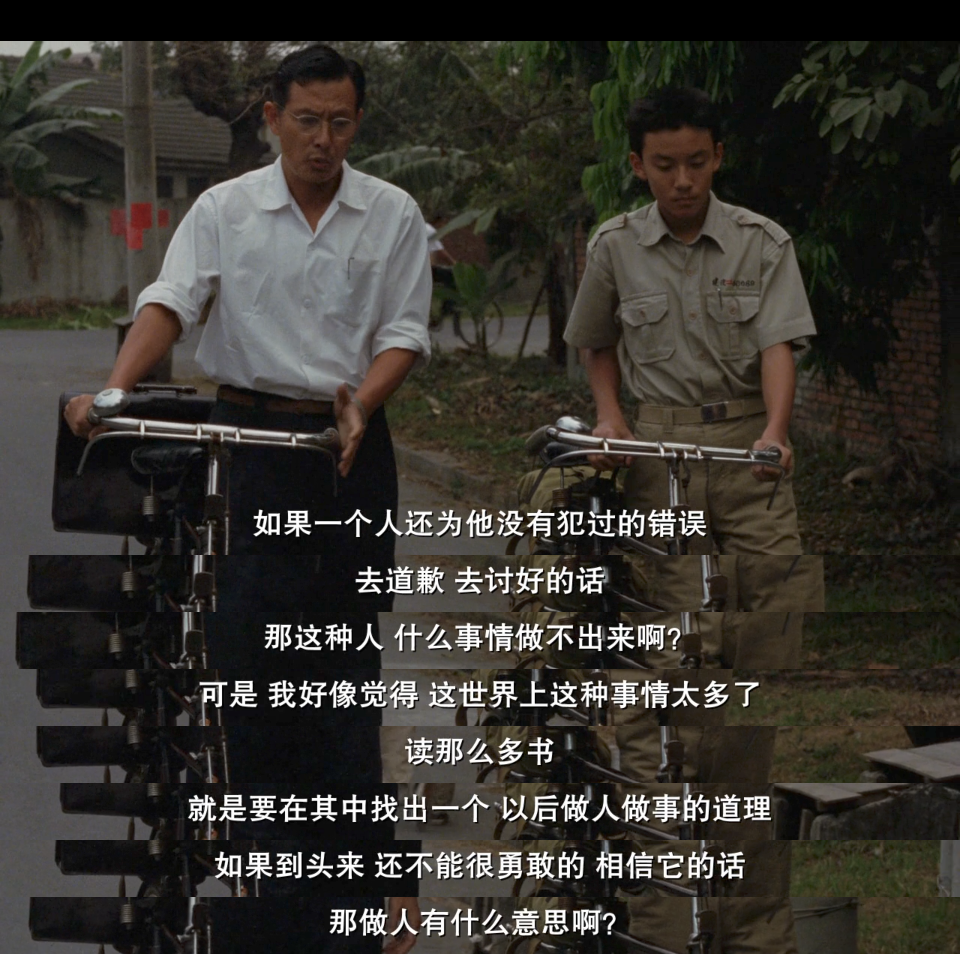 如果一个人还为他没有犯过的错误
去道歉 去讨好的话
那这种人 什么事情做不出来啊?
可是 我好像觉得 这世界上这种事情太多了
读那么多书
就是要在其中找出一个 以后做人做事的道理
如果到头来 还不能很勇敢的 相信它的话
那做人有什么意思啊?